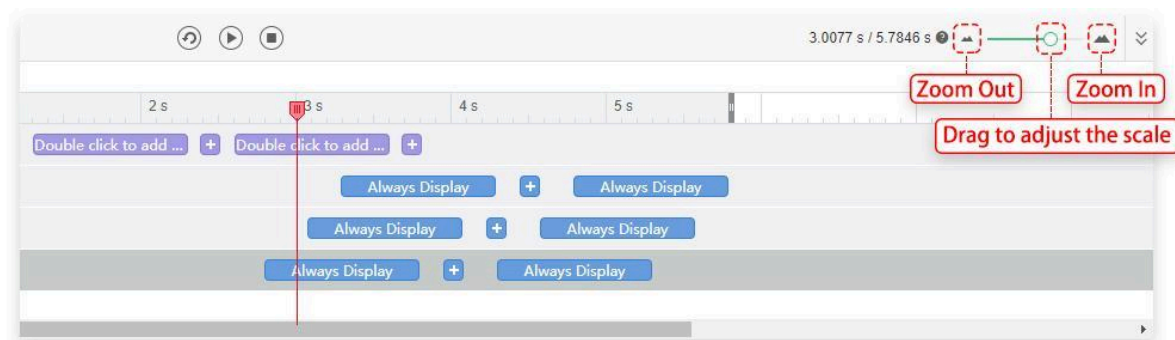 3.0077 s / 5.7846 s
Zoom Out
Zoom In
2 s
3 s
4 s
5 s
Drag to adjust the scale
Double click to add ...
+
Double click to add ...
+
Always Display
+
Always Display
Always Display
+
Always Display
Always Display
+
Always Display